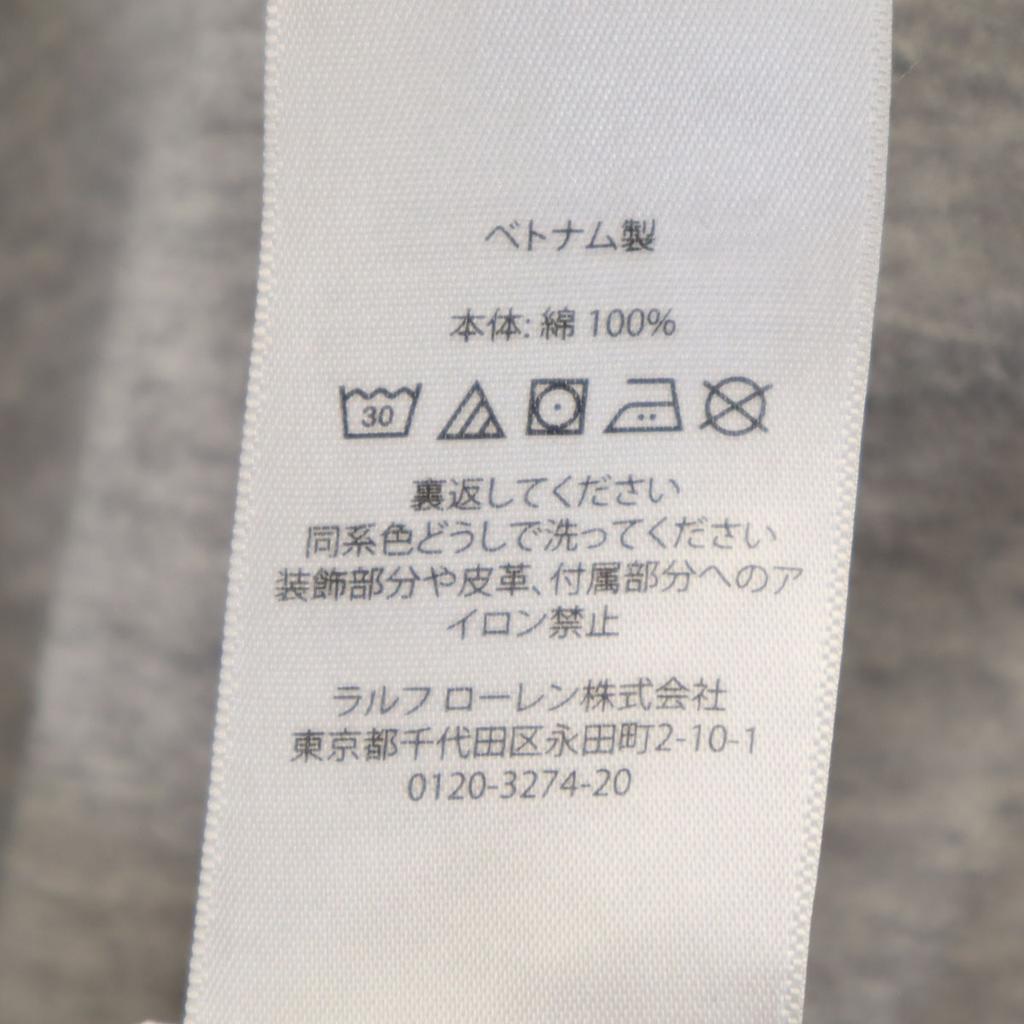 ベトナム製
本体: 綿 100%
30
裏返してください
同系色どうしで洗ってください
装飾部分や皮革、付属部分へのア
イロン禁止
ラルフ ローレン株式会社
東京都千代田区永田町2-10-1
0120-3274-20